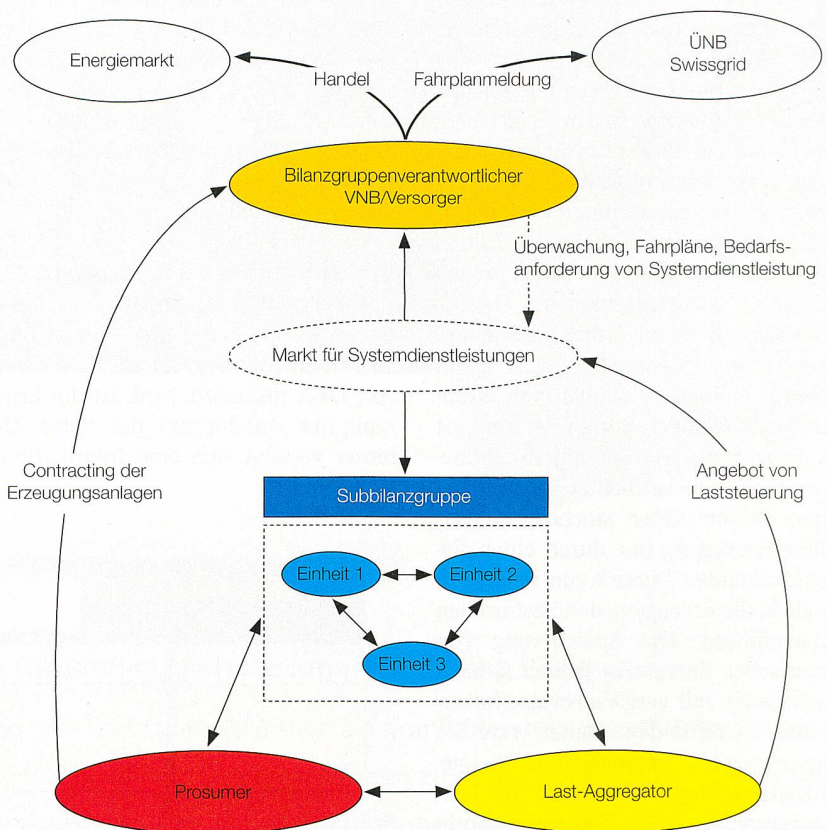 Energiemarkt
ÜNB
Swissgrid
Handel
Fahrplanmeldung
Bilanzgruppenverantwortlicher
VNB/Versorger
Überwachung, Fahrpläne, Bedarfs-
anforderung von Systemdienstleistung
Markt für Systemdienstleistungen
Contracting der
Erzeugungsanlagen
Angebot von
Laststeuerung
Subbilanzgruppe
Einheit 1
Einheit 2
Einheit 3
Prosumer
Last-Aggregator